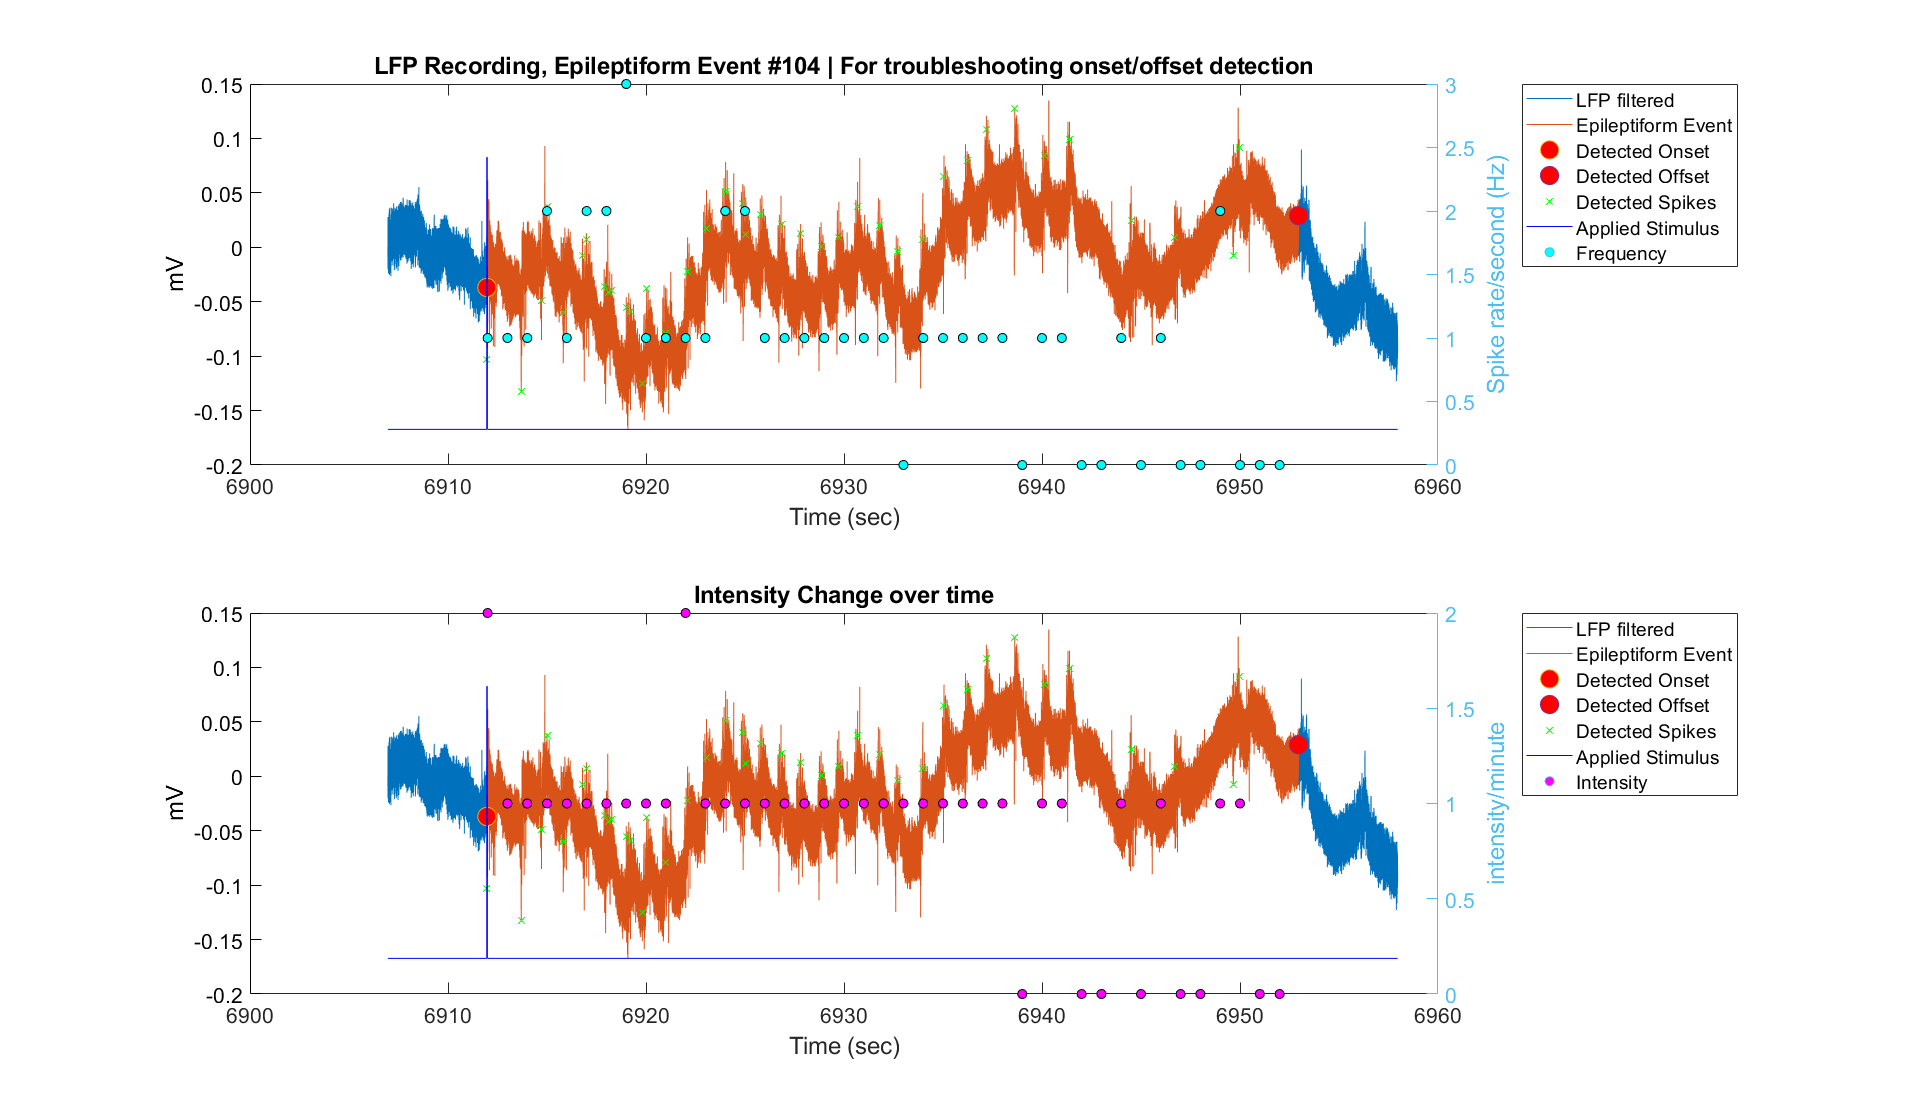 LFP Recording, Epileptiform Event #104 | For troubleshooting onset/offset detection
0.15
0.1
0.05
0
-0.05
-0.1
-0.15
-0.2
mV
6900 6910 6920 6930 6940 6950 6960
Time (sec)
3
2.5
2
1.5
1
0.5
0
Spike rate/second (Hz)
LFP filtered
Epileptiform Event
Detected Onset
Detected Offset
Detected Spikes
Applied Stimulus
Frequency
Intensity Change over time
0.15
0.1
0.05
0
-0.05
-0.1
-0.15
-0.2
mV
6900 6910 6920 6930 6940 6950 6960
Time (sec)
2
1.5
1
0.5
0
intensity/minute
LFP filtered
Epileptiform Event
Detected Onset
Detected Offset
Detected Spikes
Applied Stimulus
Intensity